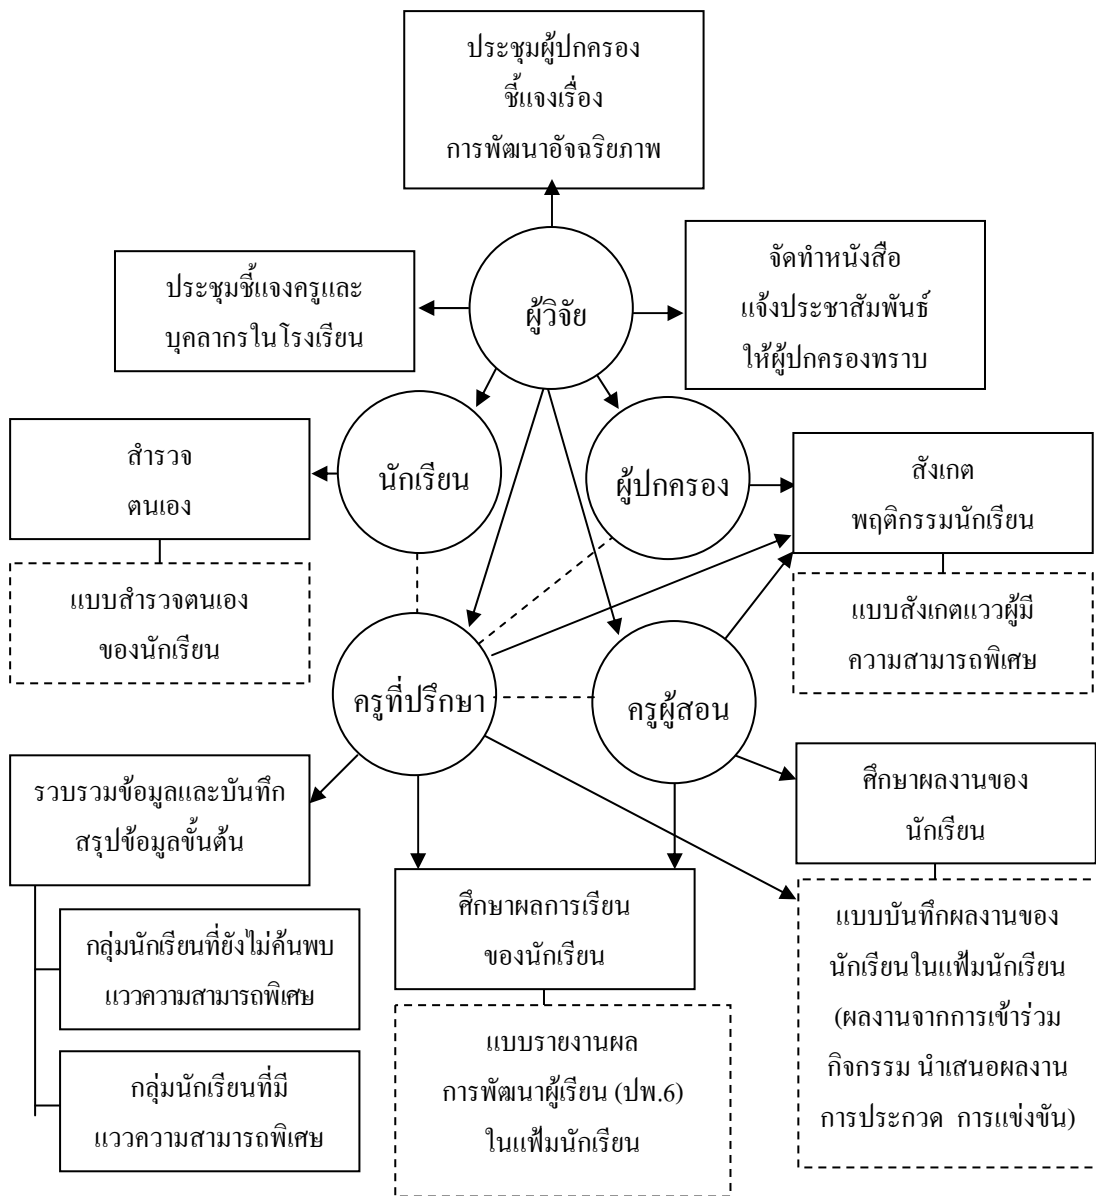 ประชุมผู้ปกครอง
ชี้แจงเรื่อง
การพัฒนาอัจฉริยภาพ
ประชุมชี้แจงครูและ
บุคลากรในโรงเรียน
ผู้วิจัย
จัดทำหนังสือ
แจ้งประชาสัมพันธ์
ให้ผู้ปกครองทราบ
สำรวจ
ตนเอง
นักเรียน
ผู้ปกครอง
สังเกต
พฤติกรรมนักเรียน
แบบสำรวจตนเอง
ของนักเรียน
แบบสังเกตแววผู้มี
ความสามารถพิเศษ
ครูที่ปรึกษา
ครูผู้สอน
รวบรวมข้อมูลและบันทึก
สรุปข้อมูลขั้นต้น
ศึกษาผลงานของ
นักเรียน
กลุ่มนักเรียนที่ยังไม่ค้นพบ
แววความสามารถพิเศษ
ศึกษาผลการเรียน
ของนักเรียน
แบบบันทึกผลงานของ
นักเรียนในแฟ้มนักเรียน
(ผลงานจากการเข้าร่วม
กิจกรรม นำเสนอผลงาน
การประกวด การแข่งขัน)
กลุ่มนักเรียนที่มี
แววความสามารถพิเศษ
แบบรายงานผล
การพัฒนาผู้เรียน (ปพ.6)
ในแฟ้มนักเรียน